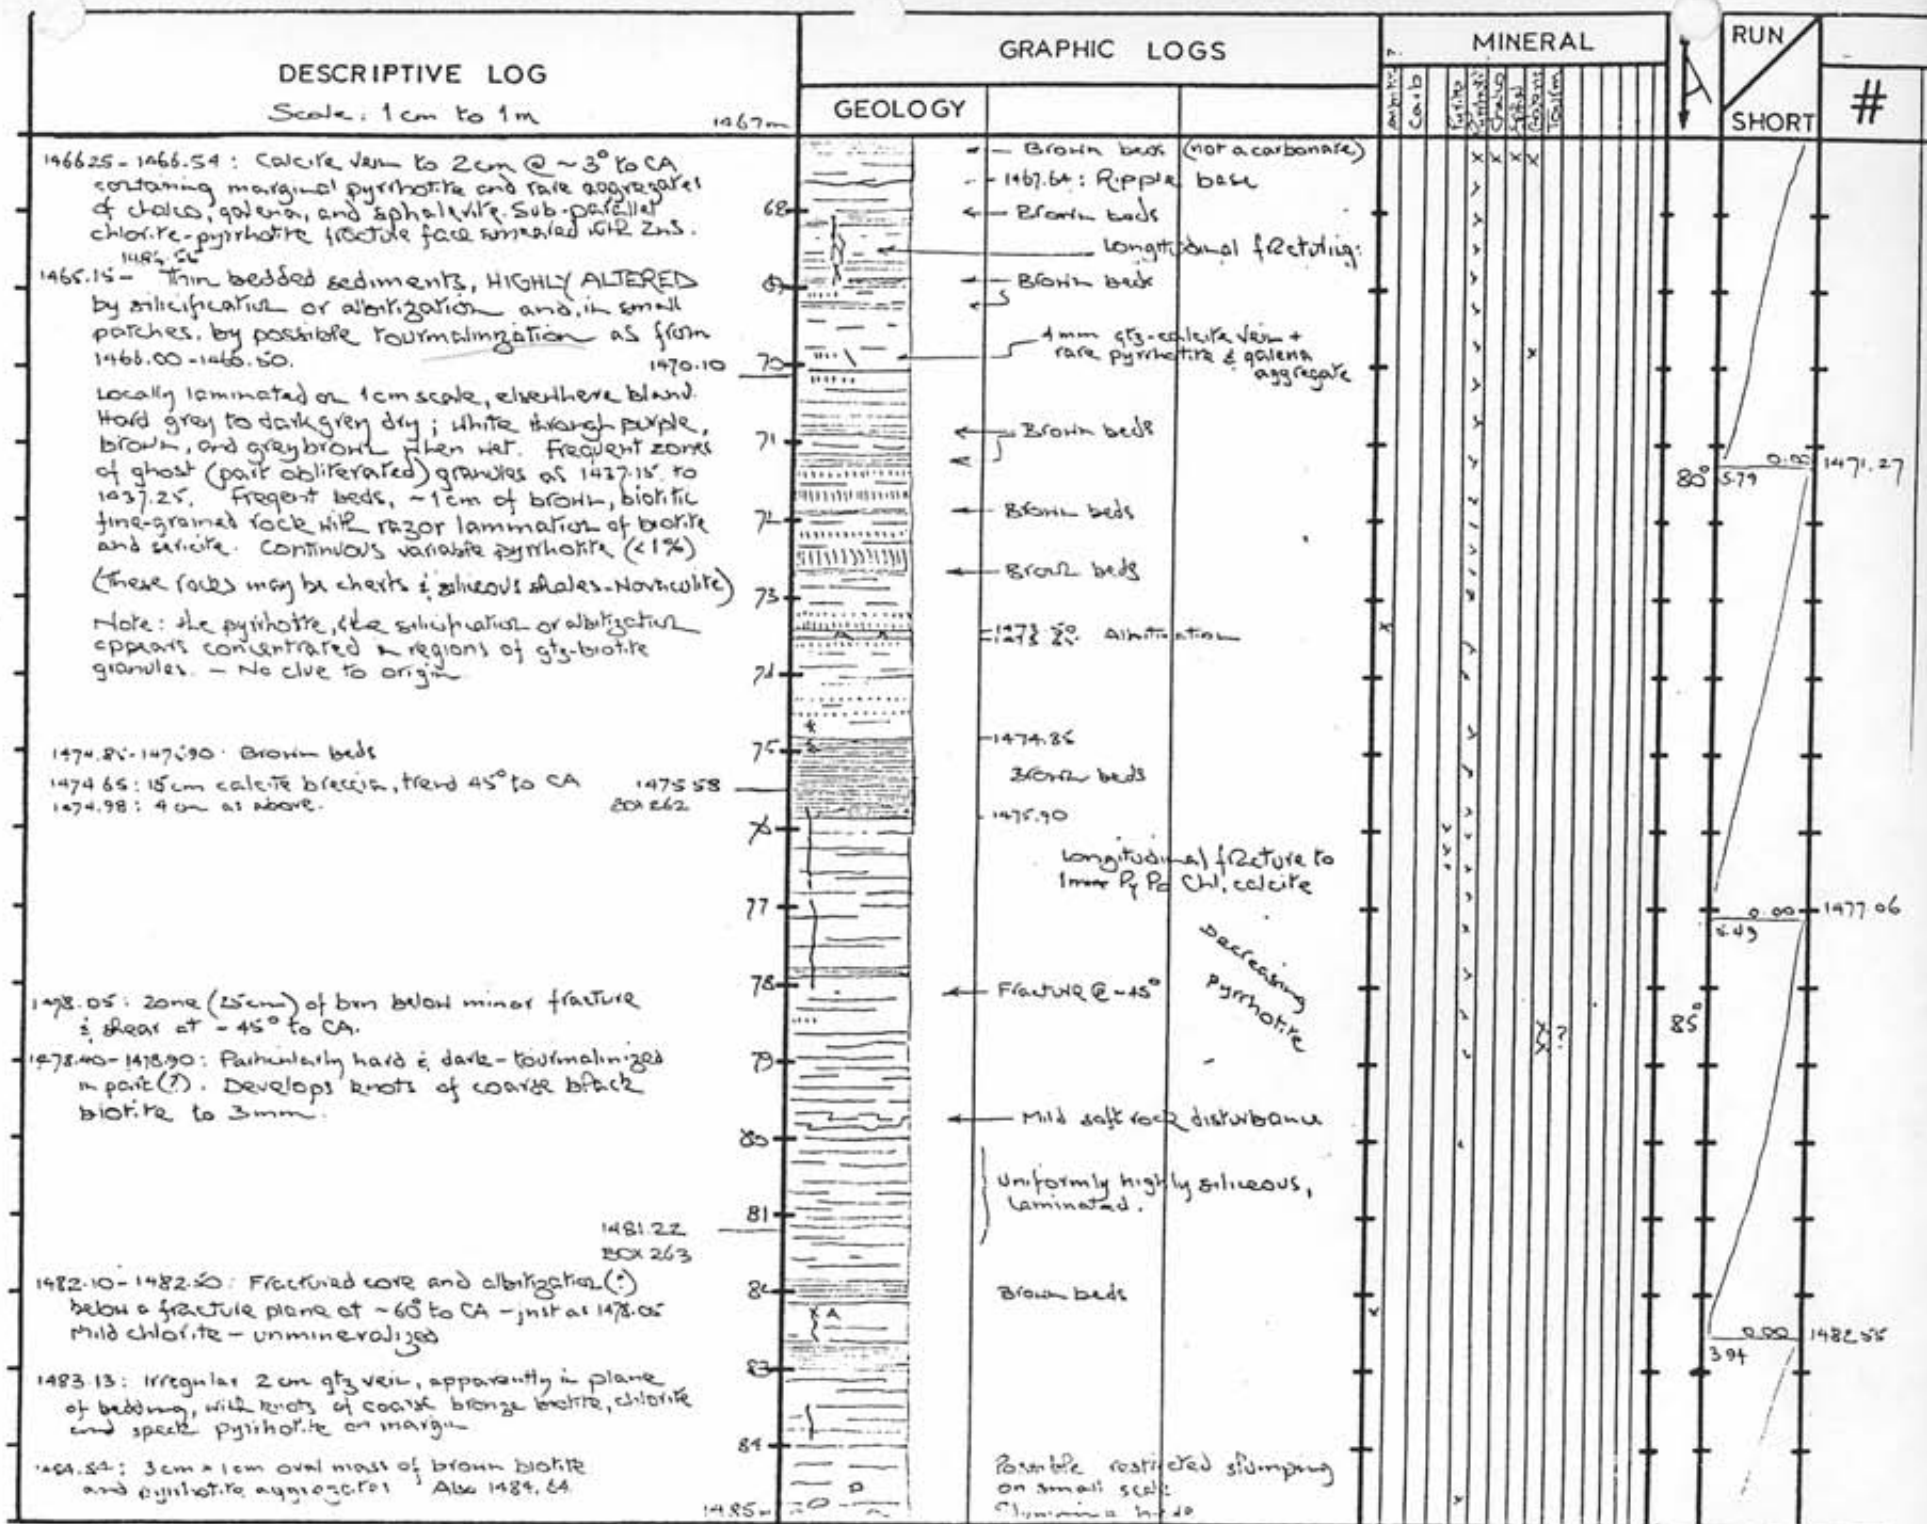 DESCRIPTIVE LOG
Scale: 1cm to 1m
1467m
GRAPHIC LOGS
GEOLOGY
MINERAL
Carb
RUN
SHORT
#
1466.25 - 1466.54 : Calcite vein to 2cm @ ~3° to CA
containing marginal pyrrhotite and rare aggregates
of chalco, galena, and sphalerite. Sub-parallel
chlorite-pyrrhotite fracture face smeared with ZnS.
1465.15 - Thin bedded sediments, HIGHLY ALTERED
by silicification or albitization and, in small
patches, by possible tourmalinization as from
1466.00-1466.50.
1470.10
Locally laminated on 1cm scale, elsewhere bland.
Hard grey to dark grey dry ; white through purple,
brown, and grey brown when wet. Frequent zones
of ghost (part obliterated) granules as 1437.15 to
1437.25. Freqent beds, ~1cm of brown, biotitic
fine-grained rock with razor lamination of biotite
and sericite. Continuous variable pyrrhotite (<1%)
(These rocks may be cherts & siliceous shales - Novaculite)
Note: the pyrrhotite, like silicification or albitization
appears concentrated in regions of qtz-biotite
granules. - No clue to origin
1474.85-1475.90 Brown beds
1474.65: 15cm calcite breccia, trend 45° to CA
1474.98: 4cm as above.
1475.58
BOX 262
1478.05: Zone (25cm) of brn below minor fracture
& shear at ~45° to CA.
1478.40-1478.90: Particularly hard & dark - tourmalinized
in part(?). Develops knots of coarse black
biotite to 3mm.
1481.22
BOX 263
1482.10-1482.50: Fractured core and albitization(?)
below a fracture plane at ~60° to CA - just as 1478.05
Mild chlorite - unmineralized
1483.13: Irregular 2cm qtz vein, apparently in plane
of bedding, with knots of coarse bronze biotite, chlorite
and speck pyrrhotite on margin
1484.54: 3cm x 1cm oval mass of brown biotite
and pyrrhotite aggregates Also 1484.64
1485m
68
69
70
71
72
73
74
75
76
77
78
79
80
81
82
83
84
Brown beds (not a carbonate)
1467.64: Ripple base
Brown beds
Longitudinal fracturing
Brown beds
4mm qtz-calcite vein +
rare pyrrhotite & galena
aggregate
Brown beds
Brown beds
Brown beds
1473.50 Albitization
1474.85
Brown beds
1475.90
Longitudinal fracture to
1mm Py Po Chl, calcite
Decreasing
pyrrhotite
Fracture @ ~45°
Mild soft rock disturbance
Uniformly highly siliceous,
laminated.
Brown beds
Possible restricted slumping
on small scale
80°
0.00
5.79
1471.27
0.00
5.49
1477.06
85°
?
0.00
3.94
1482.55